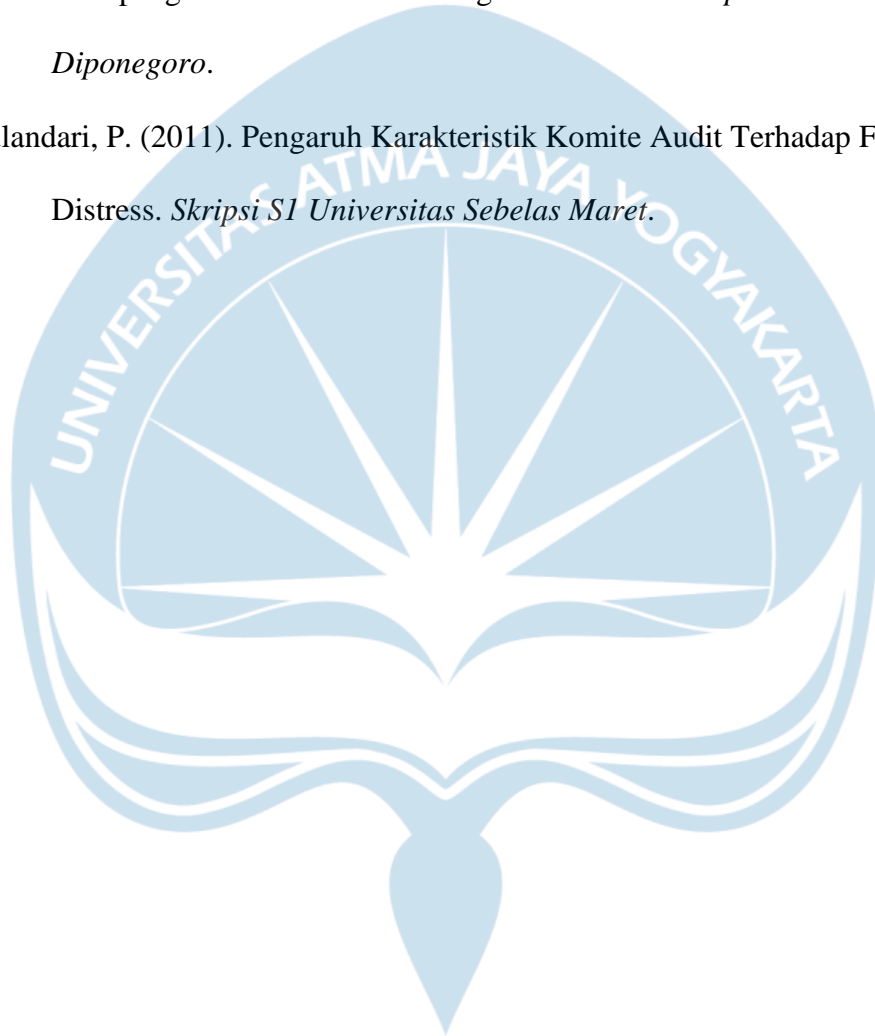 Diponegoro.
landari, P. (2011). Pengaruh Karakteristik Komite Audit Terhadap F
Distress. Skripsi S1 Universitas Sebelas Maret.
UNIVERSITAS ATMA JAYA YOGYAKARTA